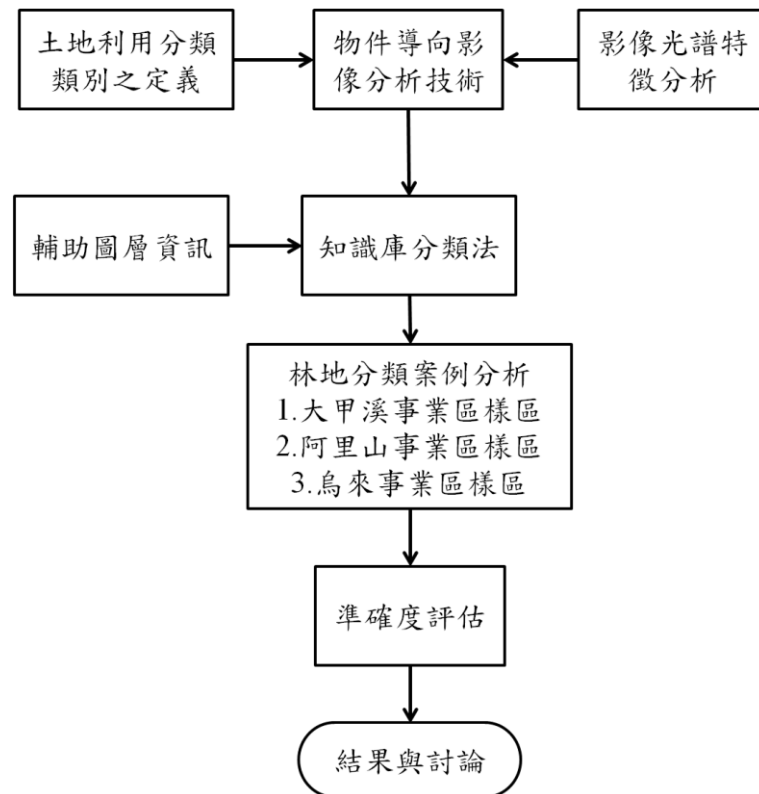 土地利用分類
類別之定義
物件導向影
像分析技術
影像光譜特
徵分析
輔助圖層資訊
知識庫分類法
林地分類案例分析
1.大甲溪事業區樣區
2.阿里山事業區樣區
3.烏來事業區樣區
準確度評估
結果與討論